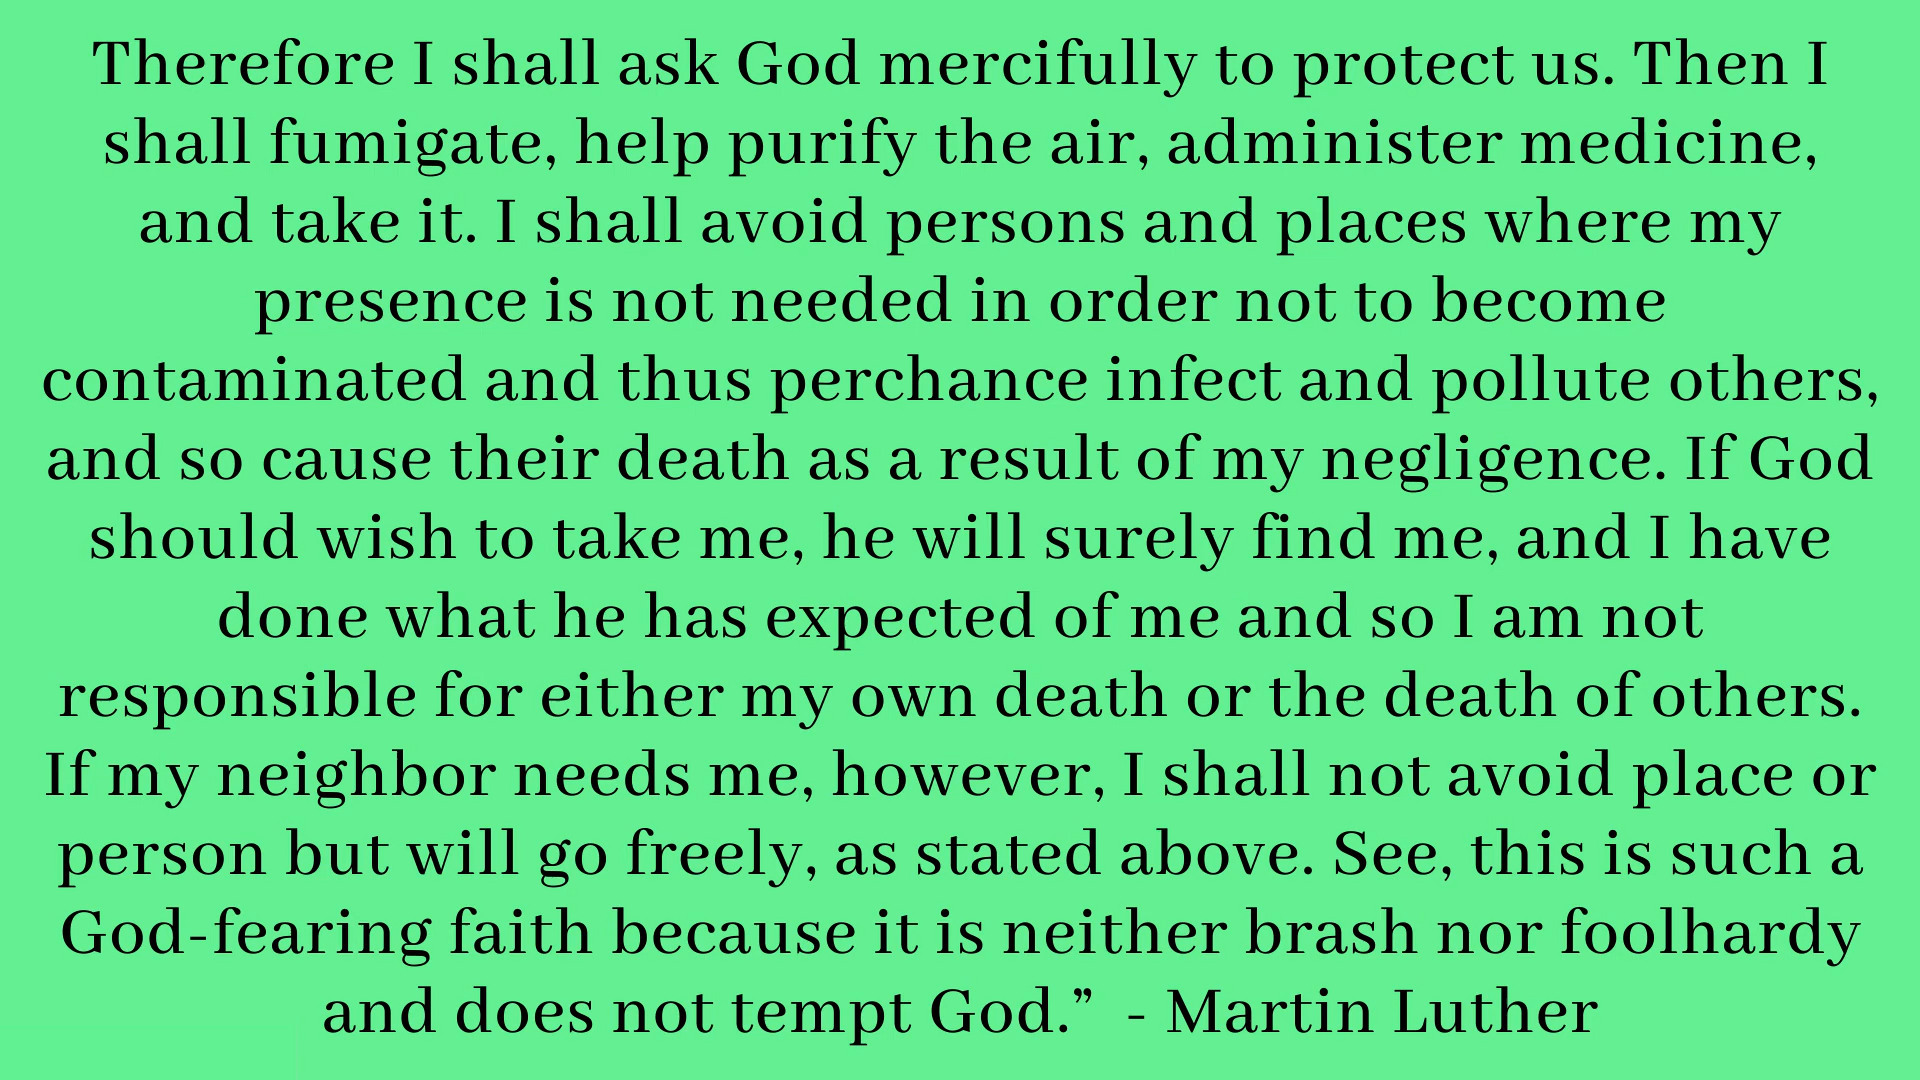 Therefore I shall ask God mercifully to protect us. Then I
shall fumigate, help purify the air, administer medicine,
and take it. I shall avoid persons and places where my
presence is not needed in order not to become
contaminated and thus perchance infect and pollute others,
and so cause their death as a result of my negligence. If God
should wish to take me, he will surely find me, and I have
done what he has expected of me and so I am not
responsible for either my own death or the death of others.
If my neighbor needs me, however, I shall not avoid place or
person but will go freely, as stated above. See, this is such a
God-fearing faith because it is neither brash nor foolhardy
and does not tempt God.” - Martin Luther